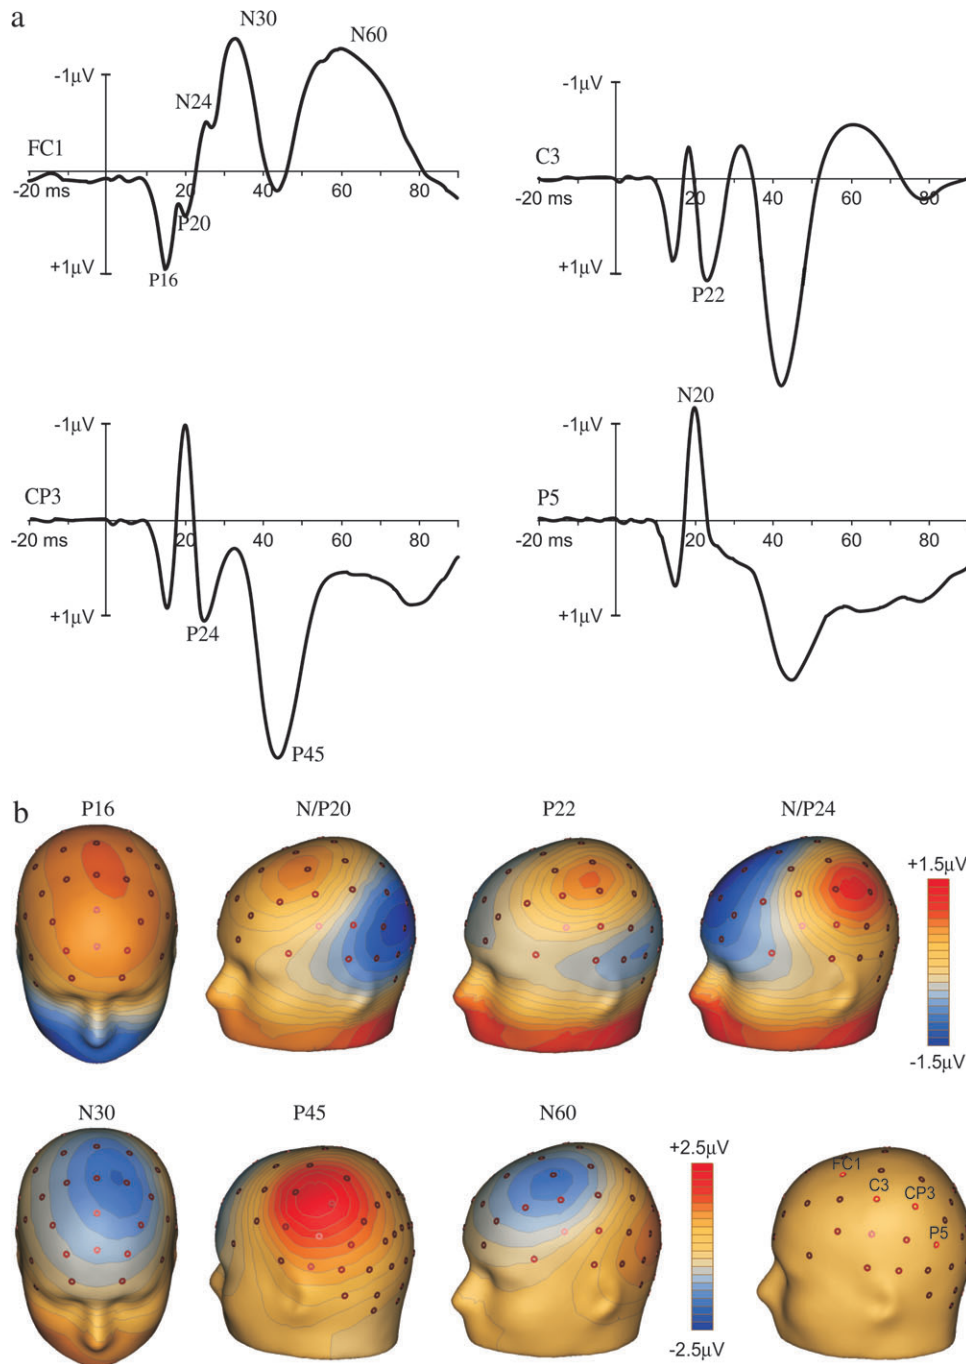 a
N30
N60
-1µV
N24
FC1
-20 ms
20
40
60
80
P20
+1µV
P16
-1µV
C3
-20 ms
20
40
60
80
+1µV
P22
-1µV
CP3
-20 ms
20
40
60
80
+1µV
P24
P45
N20
-1µV
P5
-20 ms
20
40
60
80
+1µV
b
P16
N/P20
P22
N/P24
+1.5µV
-1.5µV
N30
P45
N60
+2.5µV
-2.5µV
FC1
C3
CP3
P5